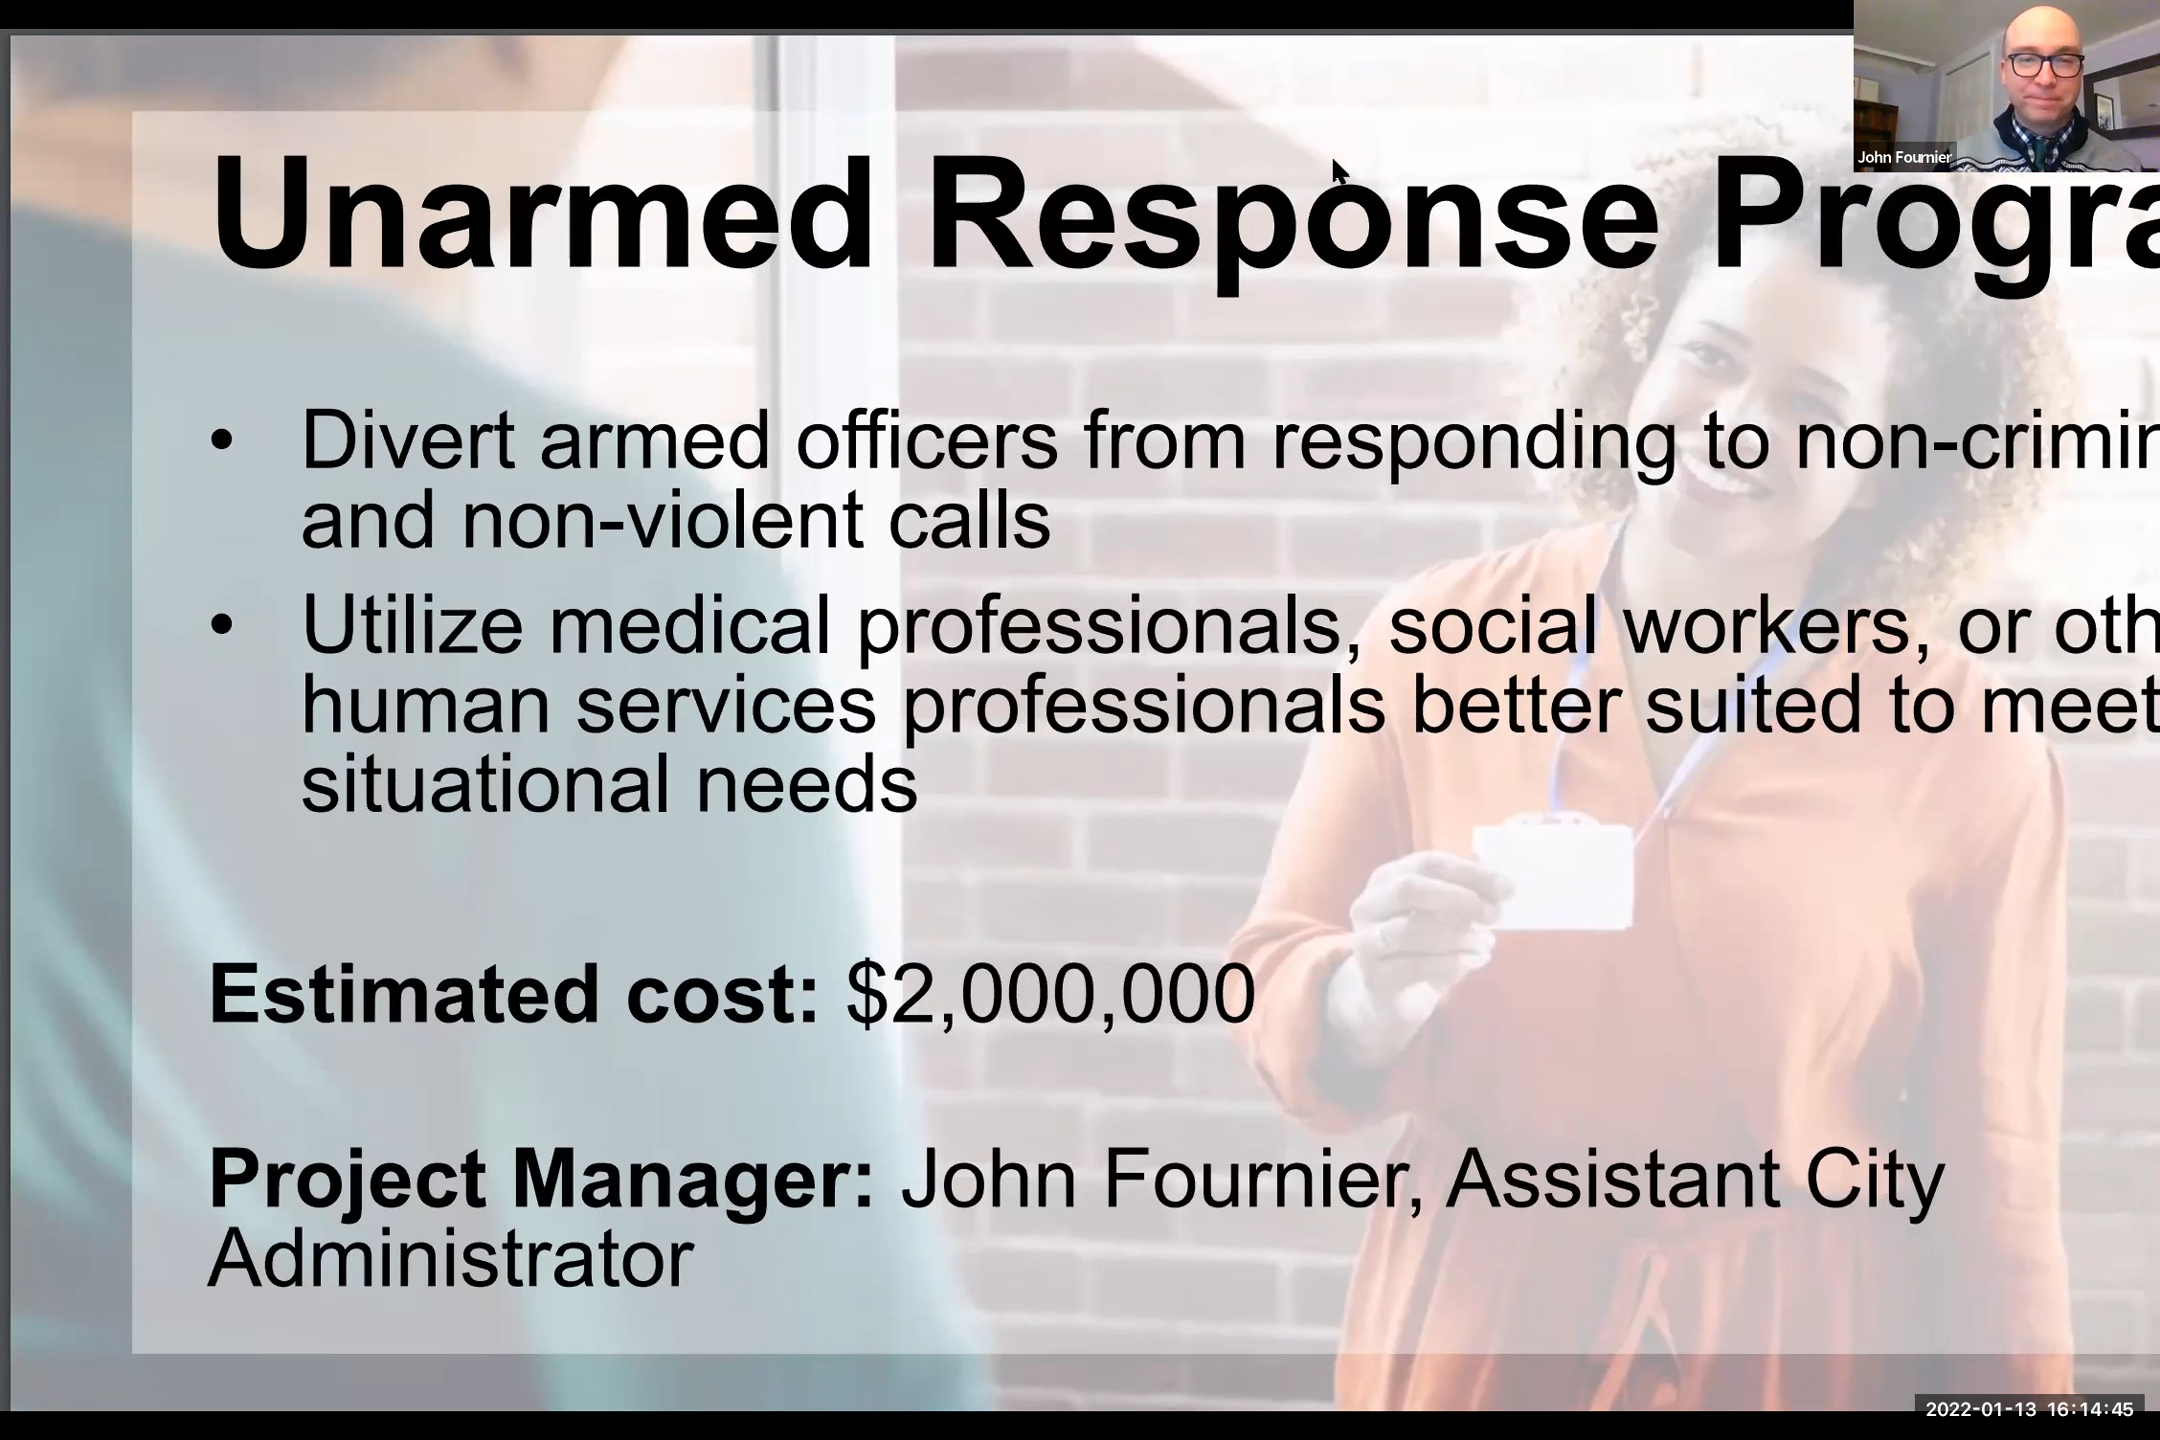 John Fournier
Unarmed Response Progra
• Divert armed officers from responding to non-crimin
and non-violent calls
• Utilize medical professionals, social workers, or oth
human services professionals better suited to meet
situational needs
Estimated cost: $2,000,000
Project Manager: John Fournier, Assistant City
Administrator
2022-01-13 16:14:45